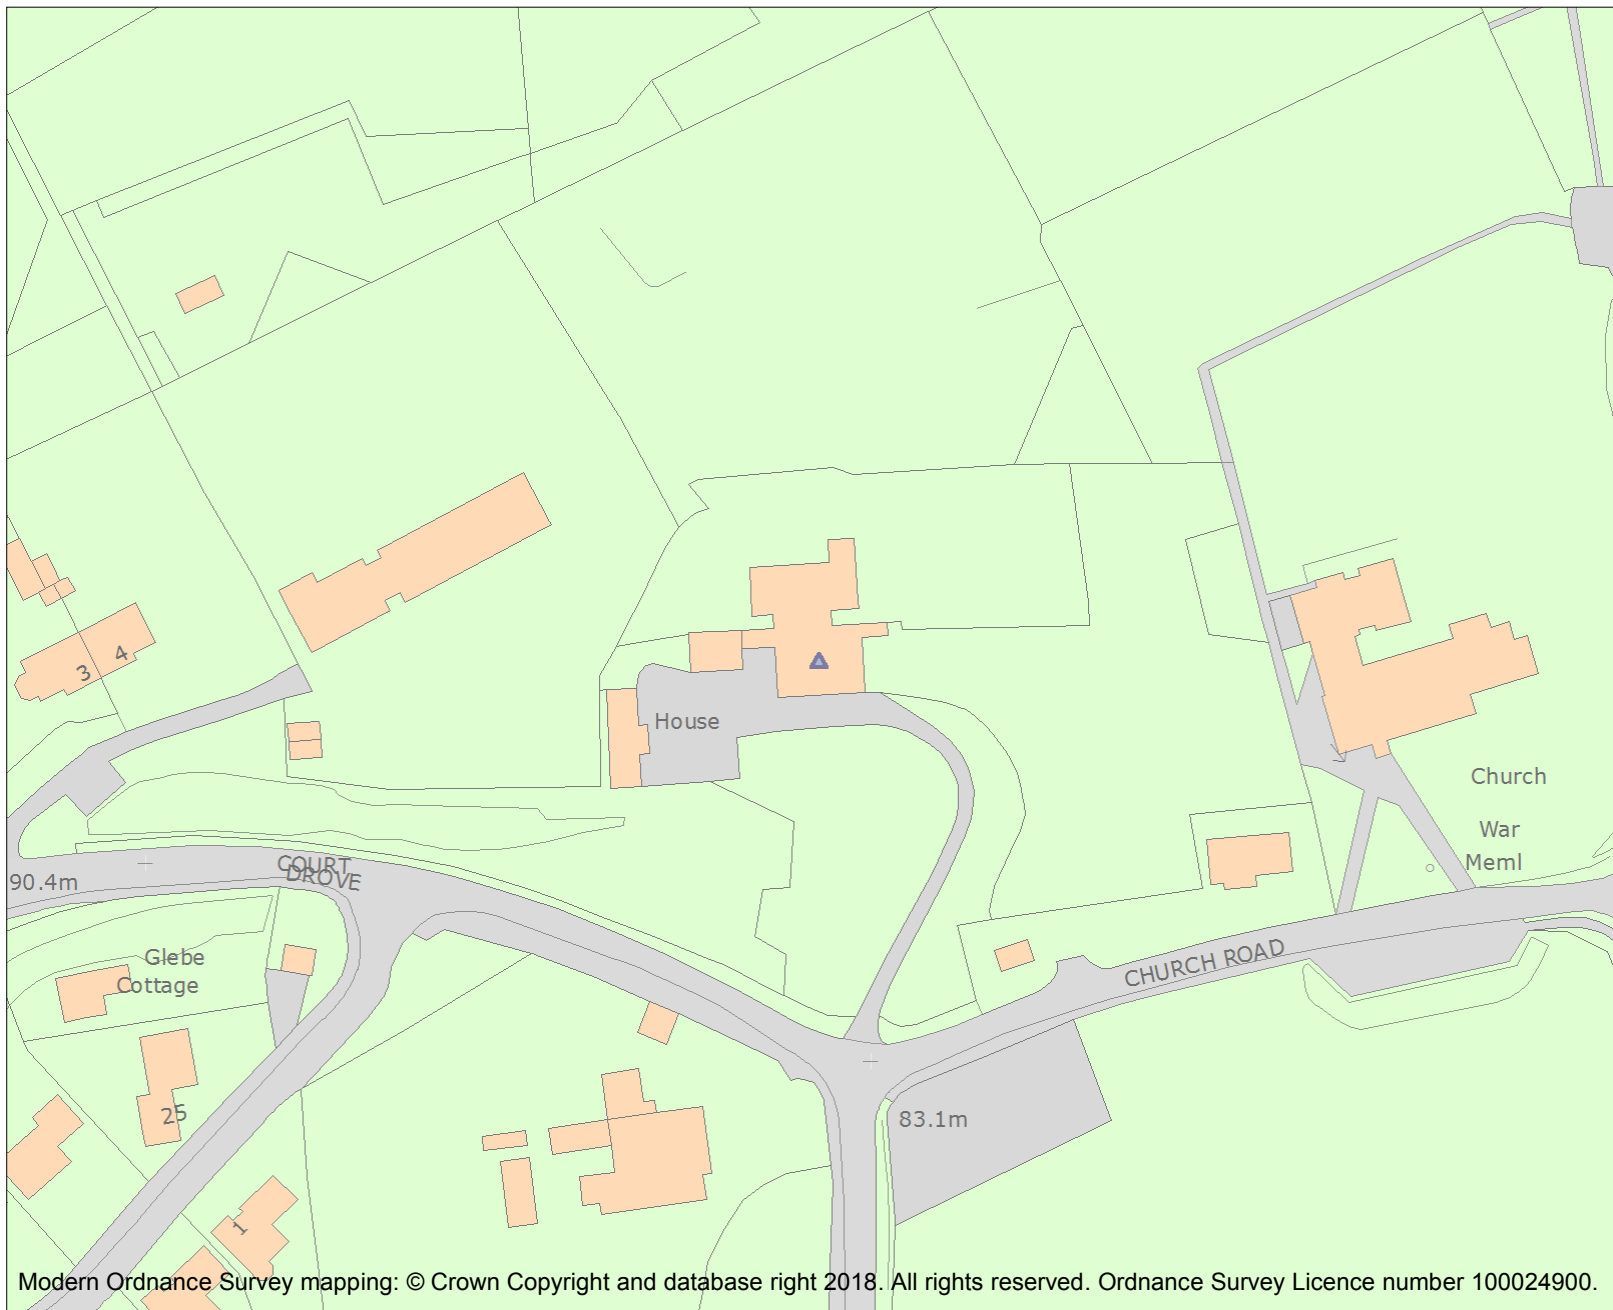 3
4
House
Church
War
Meml
COURT
DROVE
90.4m
Glebe
Cottage
CHURCH ROAD
25
83.1m
1
Modern Ordnance Survey mapping: © Crown Copyright and database right 2018. All rights reserved. Ordnance Survey Licence number 100024900.